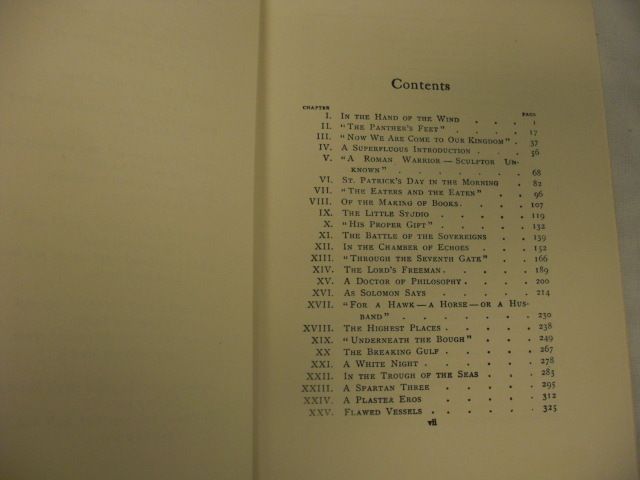 Contents
CHAPTER PAGE
I. IN THE HAND OF THE WIND . . . 1
II. "THE PANTHER'S FEET" . . . . 17
III. "NOW WE ARE COME TO OUR KINGDOM" . 37
IV. A SUPERFLUOUS INTRODUCTION . . . 56
V. "A ROMAN WARRIOR — SCULPTOR UN-
KNOWN" . . . . . . 68
VI. ST. PATRICK'S DAY IN THE MORNING . 82
VII. "THE EATERS AND THE EATEN" . . 96
VIII. OF THE MAKING OF BOOKS . . . . 107
IX. THE LITTLE STUDIO . . . . . 119
X. "HIS PROPER GIFT" . . . . . 132
XI. THE BATTLE OF THE SOVEREIGNS . . 139
XII. IN THE CHAMBER OF ECHOES . . . 152
XIII. "THROUGH THE SEVENTH GATE" . . 166
XIV. THE LORD'S FREEMAN . . . . . 189
XV. A DOCTOR OF PHILOSOPHY . . . . 200
XVI. AS SOLOMON SAYS . . . . . 214
XVII. "FOR A HAWK — A HORSE — OR A HUS-
BAND" . . . . . . . 230
XVIII. THE HIGHEST PLACES . . . . . 238
XIX. "UNDERNEATH THE BOUGH" . . . 249
XX THE BREAKING GULF . . . . . 267
XXI. A WHITE NIGHT . . . . . . 278
XXII. IN THE TROUGH OF THE SEAS . . . 283
XXIII. A SPARTAN THREE . . . . . 295
XXIV. A PLASTER EROS . . . . . 312
XXV. FLAWED VESSELS . . . . . 325
vii